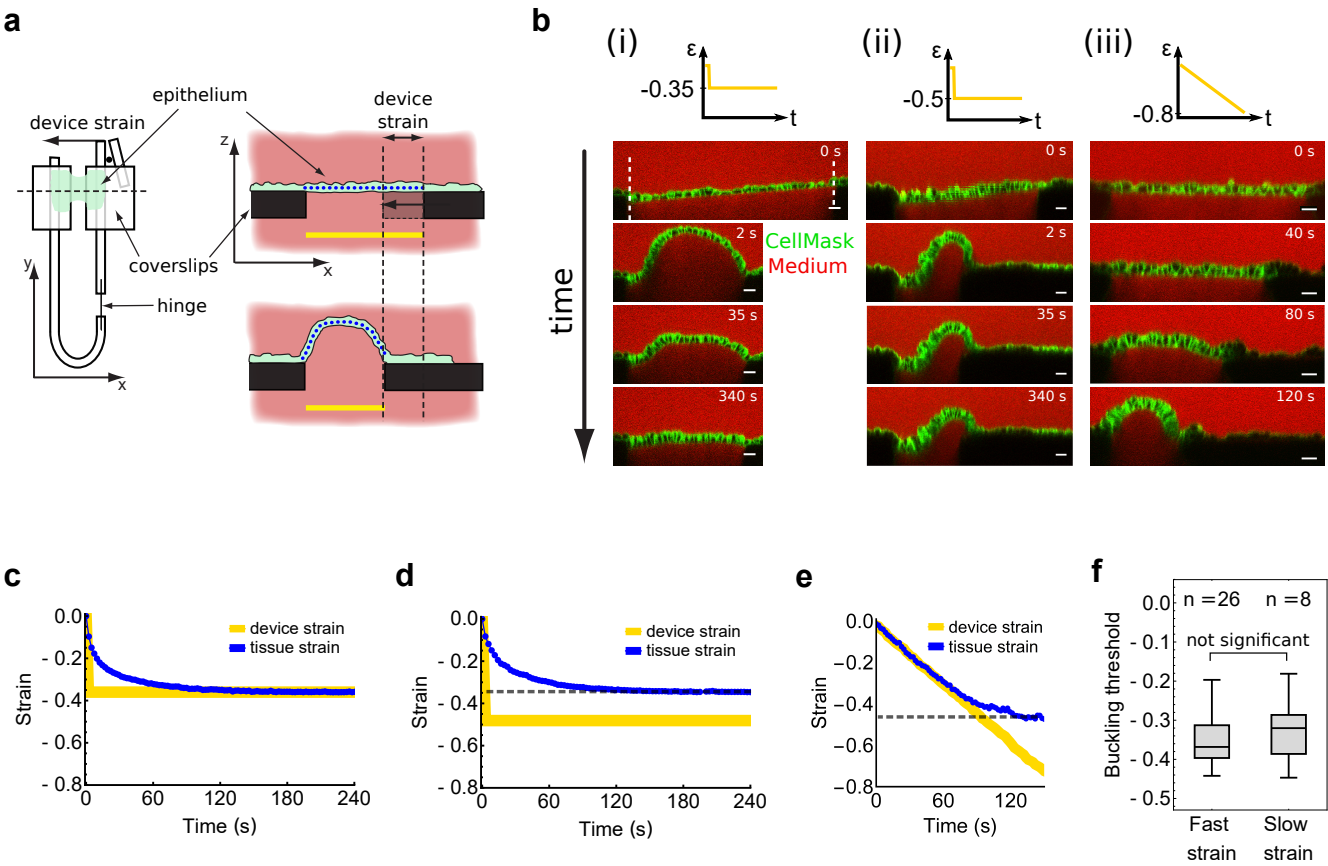 a
epithelium
device strain
coverslips
hinge
y
x
device
strain
z
x
b
(i)
ε
-0.35
t
(ii)
ε
-0.5
t
(iii)
ε
-0.8
t
time
0 s
2 s
35 s
340 s
CellMask
Medium
0 s
2 s
35 s
340 s
0 s
40 s
80 s
120 s
c
Strain
0.0
- 0.2
- 0.4
- 0.6
- 0.8
device strain
tissue strain
0 60 120 180 240
Time (s)
d
Strain
0.0
- 0.2
- 0.4
- 0.6
- 0.8
device strain
tissue strain
0 60 120 180 240
Time (s)
e
Strain
0.0
−0.2
−0.4
−0.6
−0.8
device strain
tissue strain
0 60 120
Time (s)
f
Buckling threshold
0.0
- 0.1
- 0.2
- 0.3
- 0.4
- 0.5
n =26 n =8
not significant
Fast Slow
strain strain